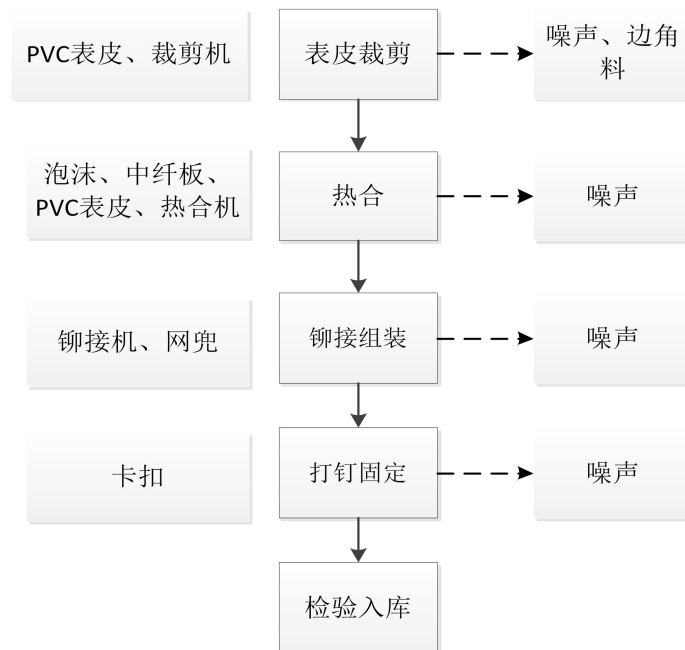 PVC表皮、裁剪机
表皮裁剪
噪声、边角
料
泡沫、中纤板、
PVC表皮、热合机
热合
噪声
铆接机、网兜
铆接组装
噪声
卡扣
打钉固定
噪声
检验入库